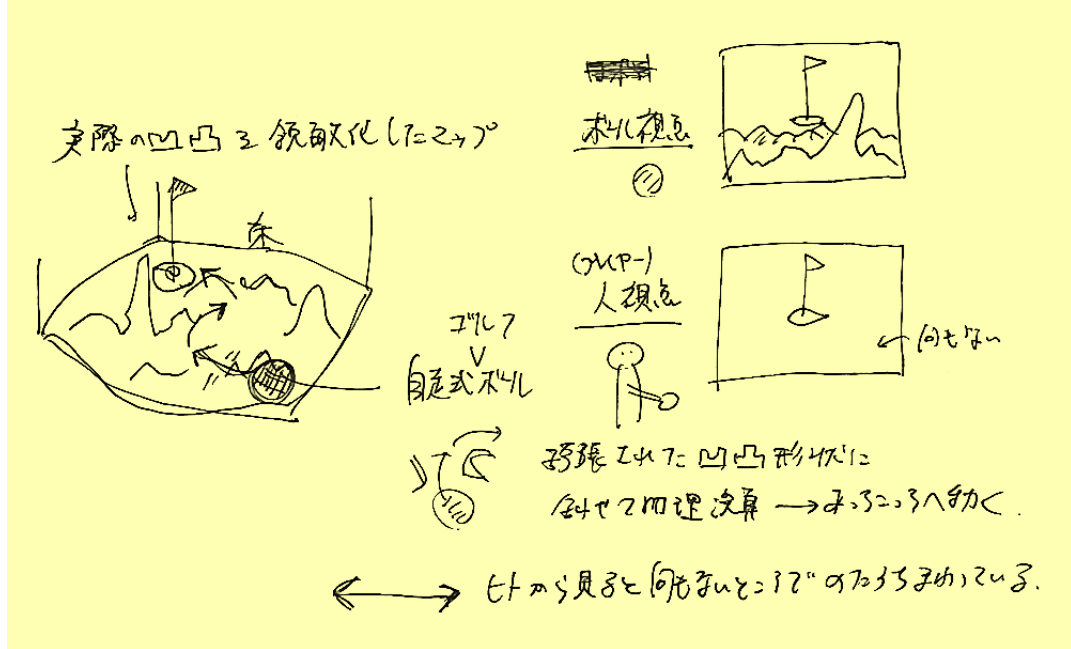 実際の凹凸を鋭敏化したマップ
ボール視点
(プレイヤー)
人視点
何もない
ゴルフ
自走式ボール
誇張された凹凸形状に
併せて物理演算→あっちこっちへ動く.
ヒトから見ると何もないところでのたうちまわっている.